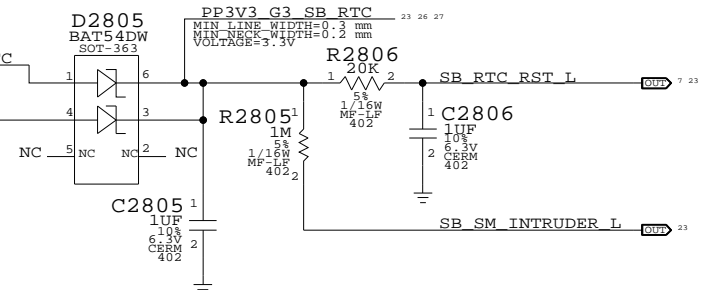 PP3V3_G3_SB_RTC 23 26 27
MIN_LINE_WIDTH=0.3 mm
MIN_NECK_WIDTH=0.2 mm
VOLTAGE=3.3V
D2805
BAT54DW
SOT-363
1 6
4 3
NC 5 NC NC 2 NC
R2806
20K
1 2
5%
1/16W
MF-LF
402
SB_RTC_RST_L OUT 7 23
R2805 1
1M
5%
1/16W
MF-LF
402 2
1 C2806
1UF
10%
2 6.3V
CERM
402
C2805 1
1UF
10%
6.3V 2
CERM
402
SB_SM_INTRUDER_L OUT 23